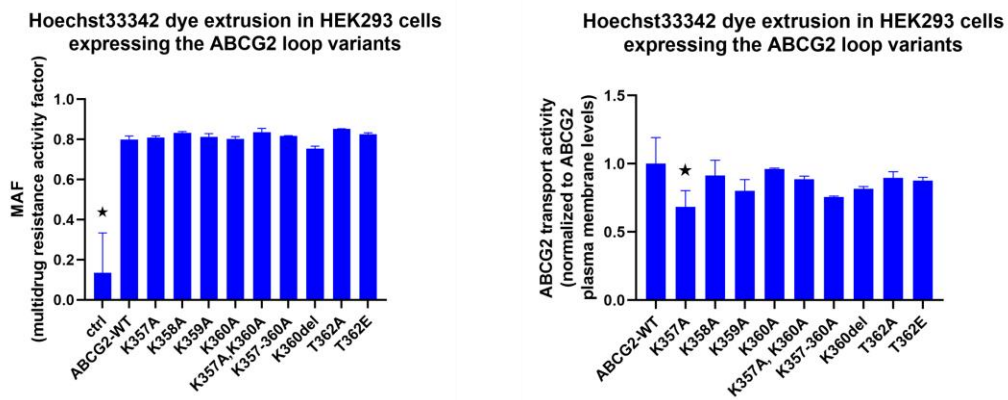 Hoechst33342 dye extrusion in HEK293 cells
expressing the ABCG2 loop variants
MAF
(multidrug resistance activity factor)
1.0
0.8
0.6
0.4
0.2
0.0
★
ctrl
ABCG2-WT
K357A
K358A
K359A
K360A
K357A,K360A
K357-360A
K360del
T362A
T362E
Hoechst33342 dye extrusion in HEK293 cells
expressing the ABCG2 loop variants
ABCG2 transport activity
(normalized to ABCG2
plasma membrane levels)
1.5
1.0
0.5
0.0
★
ABCG2-WT
K357A
K358A
K359A
K360A
K357A, K360A
K357-360A
K360del
T362A
T362E